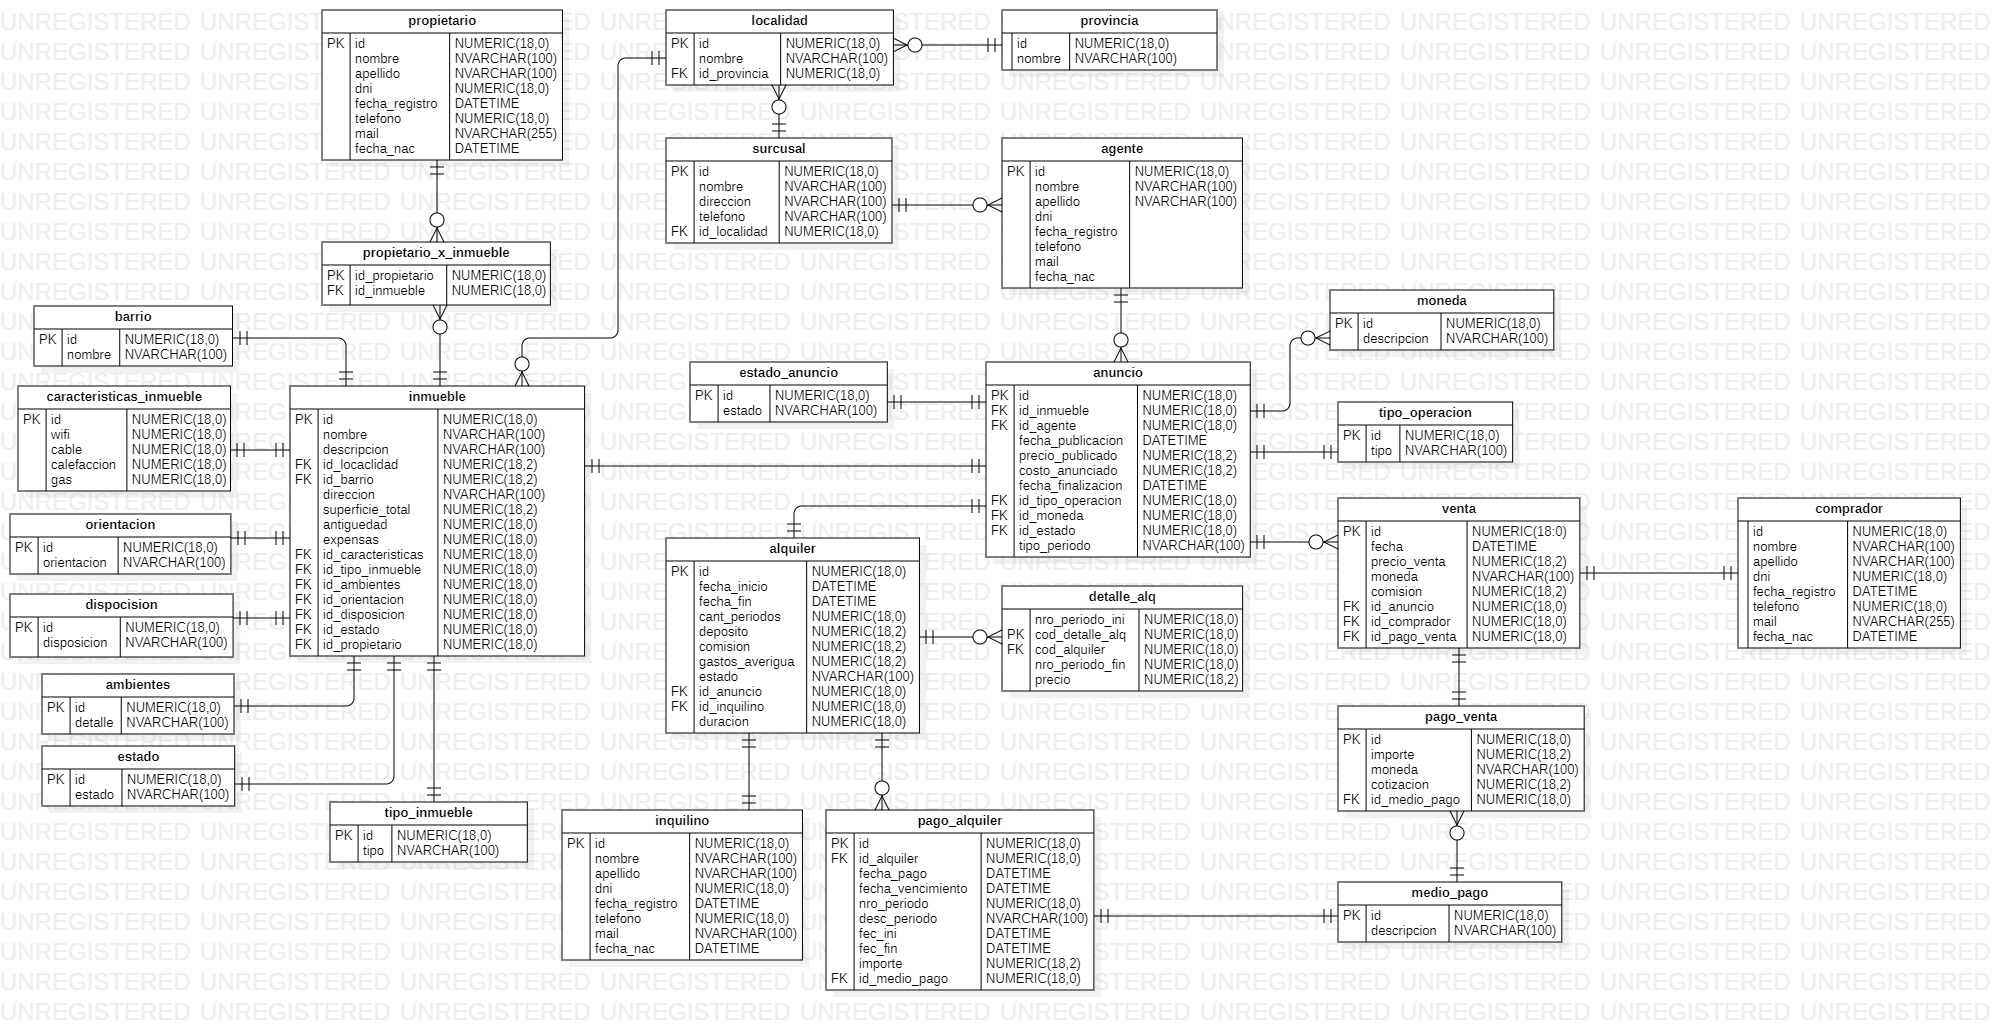 propietario
PK id NUMERIC(18,0)
nombre NVARCHAR(100)
apellido NVARCHAR(100)
dni NUMERIC(18,0)
fecha_registro DATETIME
telefono NUMERIC(18,0)
mail NVARCHAR(255)
fecha_nac DATETIME
localidad
PK id NUMERIC(18,0)
nombre NVARCHAR(100)
FK id_provincia NUMERIC(18,0)
provincia
id NUMERIC(18,0)
nombre NVARCHAR(100)
surcusal
PK id NUMERIC(18,0)
nombre NVARCHAR(100)
direccion NVARCHAR(100)
telefono NVARCHAR(100)
FK id_localidad NUMERIC(18,0)
agente
PK id NUMERIC(18,0)
nombre NVARCHAR(100)
apellido NVARCHAR(100)
dni
fecha_registro
telefono
mail
fecha_nac
propietario_x_inmueble
PK id_propietario NUMERIC(18,0)
FK id_inmueble NUMERIC(18,0)
barrio
PK id NUMERIC(18,0)
nombre NVARCHAR(100)
moneda
PK id NUMERIC(18,0)
descripcion NVARCHAR(100)
estado_anuncio
PK id NUMERIC(18,0)
estado NVARCHAR(100)
anuncio
PK id NUMERIC(18,0)
FK id_inmueble NUMERIC(18,0)
FK id_agente NUMERIC(18,0)
fecha_publicacion DATETIME
precio_publicado NUMERIC(18,2)
costo_anunciado NUMERIC(18,2)
fecha_finalizacion DATETIME
FK id_tipo_operacion NUMERIC(18,0)
FK id_moneda NUMERIC(18,0)
FK id_estado NUMERIC(18,0)
tipo_periodo NVARCHAR(100)
caracteristicas_inmueble
PK id NUMERIC(18,0)
wifi NUMERIC(18,0)
cable NUMERIC(18,0)
calefaccion NUMERIC(18,0)
gas NUMERIC(18,0)
inmueble
PK id NUMERIC(18,0)
nombre NVARCHAR(100)
descripcion NVARCHAR(100)
FK id_locaclidad NUMERIC(18,2)
FK id_barrio NUMERIC(18,2)
direccion NVARCHAR(100)
superficie_total NUMERIC(18,2)
antiguedad NUMERIC(18,0)
expensas NUMERIC(18,0)
FK id_caracteristicas NUMERIC(18,0)
FK id_tipo_inmueble NUMERIC(18,0)
FK id_ambientes NUMERIC(18,0)
FK id_orientacion NUMERIC(18,0)
FK id_disposicion NUMERIC(18,0)
FK id_estado NUMERIC(18,0)
FK id_propietario NUMERIC(18,0)
tipo_operacion
PK id NUMERIC(18,0)
tipo NVARCHAR(100)
orientacion
PK id NUMERIC(18,0)
orientacion NVARCHAR(100)
venta
PK id NUMERIC(18:0)
fecha DATETIME
precio_venta NUMERIC(18,2)
moneda NVARCHAR(100)
comision NUMERIC(18,2)
FK id_anuncio NUMERIC(18,0)
FK id_comprador NUMERIC(18,0)
FK id_pago_venta NUMERIC(18,0)
comprador
id NUMERIC(18,0)
nombre NVARCHAR(100)
apellido NVARCHAR(100)
dni NUMERIC(18,0)
fecha_registro DATETIME
telefono NUMERIC(18,0)
mail NVARCHAR(255)
fecha_nac DATETIME
alquiler
PK id NUMERIC(18,0)
fecha_inicio DATETIME
fecha_fin DATETIME
cant_periodos NUMERIC(18,0)
deposito NUMERIC(18,2)
comision NUMERIC(18,2)
gastos_averigua NUMERIC(18,2)
estado NVARCHAR(100)
FK id_anuncio NUMERIC(18,0)
FK id_inquilino NUMERIC(18,0)
duracion NUMERIC(18,0)
detalle_alq
nro_periodo_ini NUMERIC(18,0)
PK cod_detalle_alq NUMERIC(18,0)
FK cod_alquiler NUMERIC(18,0)
nro_periodo_fin NUMERIC(18,0)
precio NUMERIC(18,2)
dispocision
PK id NUMERIC(18,0)
disposicion NVARCHAR(100)
ambientes
PK id NUMERIC(18,0)
detalle NVARCHAR(100)
estado
PK id NUMERIC(18,0)
estado NVARCHAR(100)
pago_venta
PK id NUMERIC(18,0)
importe NUMERIC(18,2)
moneda NVARCHAR(100)
cotizacion NUMERIC(18,2)
FK id_medio_pago NUMERIC(18,0)
tipo_inmueble
PK id NUMERIC(18,0)
tipo NVARCHAR(100)
inquilino
PK id NUMERIC(18,0)
nombre NVARCHAR(100)
apellido NVARCHAR(100)
dni NUMERIC(18,0)
fecha_registro DATETIME
telefono NUMERIC(18,0)
mail NVARCHAR(100)
fecha_nac DATETIME
pago_alquiler
PK id NUMERIC(18,0)
FK id_alquiler NUMERIC(18,0)
fecha_pago DATETIME
fecha_vencimiento DATETIME
nro_periodo NUMERIC(18,0)
desc_periodo NVARCHAR(100)
fec_ini DATETIME
fec_fin DATETIME
importe NUMERIC(18,2)
FK id_medio_pago NUMERIC(18,0)
medio_pago
PK id NUMERIC(18,0)
descripcion NVARCHAR(100)
UNREGISTERED